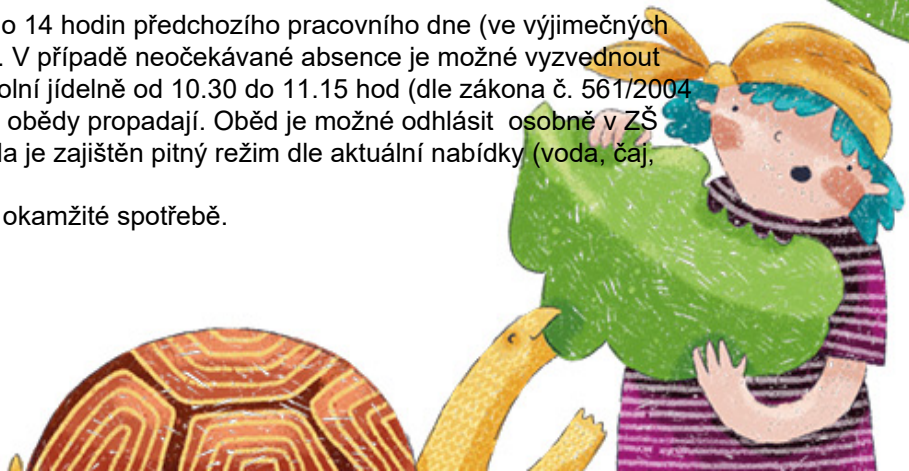 o 14 hodin předchozího pracovního dne (ve výjimečných
. V případě neočekávané absence je možné vyzvednout
olní jídelně od 10.30 do 11.15 hod (dle zákona č. 561/2004
obědy propadají. Oběd je možné odhlásit  osobně v ZŠ
la je zajištěn pitný režim dle aktuální nabídky (voda, čaj,
okamžité spotřebě.